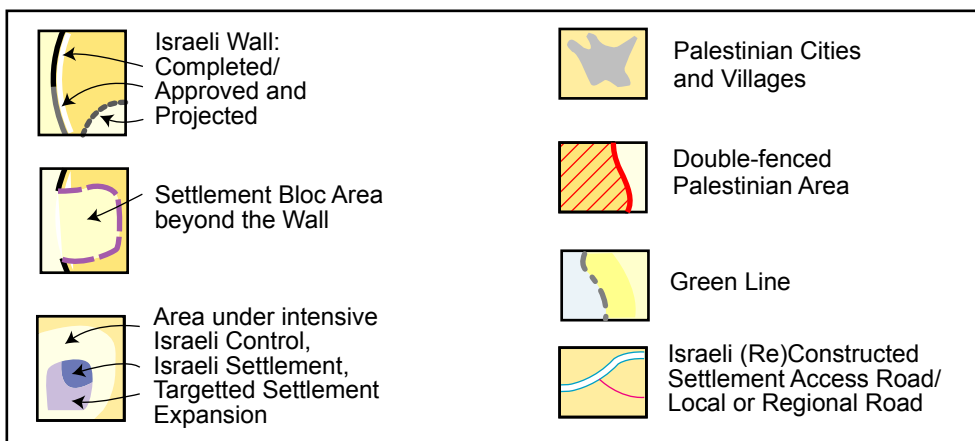 Israeli Wall:
Completed/
Approved and
Projected
Settlement Bloc Area
beyond the Wall
Area under intensive
Israeli Control,
Israeli Settlement,
Targetted Settlement
Expansion
Palestinian Cities
and Villages
Double-fenced
Palestinian Area
Green Line
Israeli (Re)Constructed
Settlement Access Road/
Local or Regional Road